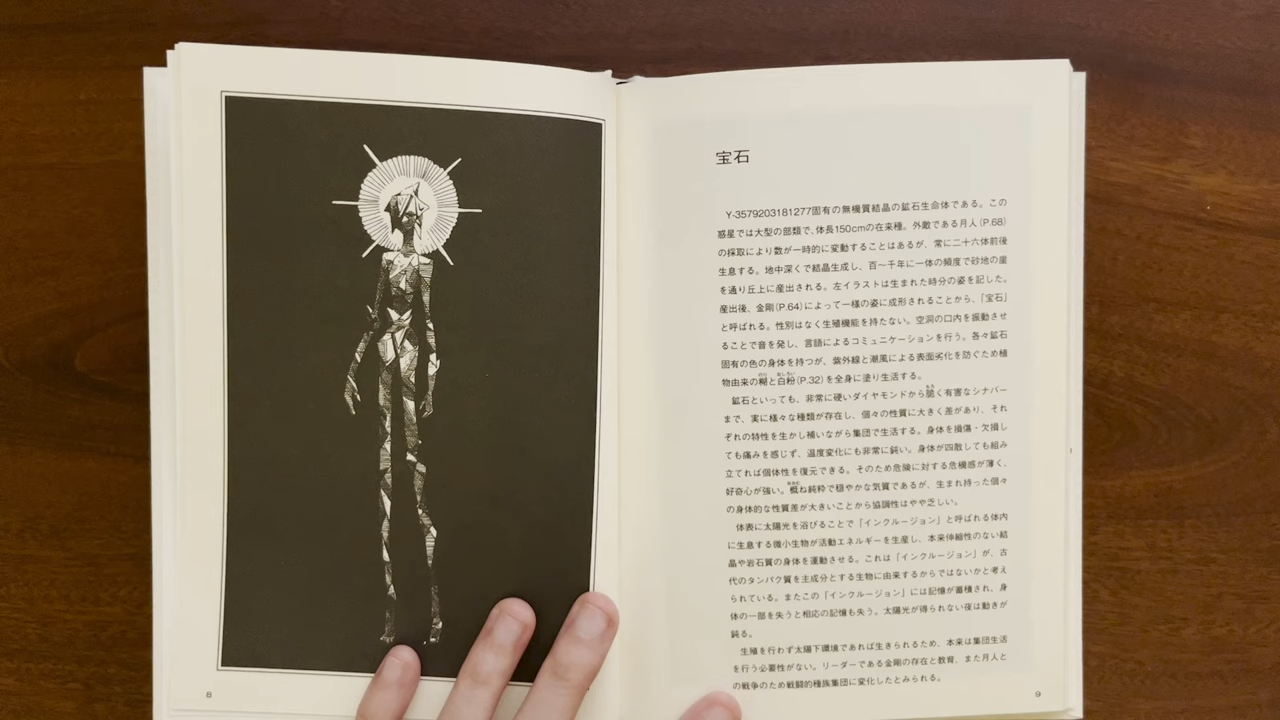 宝石
Y-3579203181277固有の無機質結晶の鉱石生命体である。この
惑星では大型の部類で、体長150cmの在来種。外敵である月人(P.68)
の採取により数が一時的に変動することはあるが、常に二十六体前後
生息する。地中深くで結晶生成し、百〜千年に一体の頻度で砂地の崖
を通り丘上に産出される。左イラストは生まれた時分の姿を記した。
産出後、金剛(P.64)によって一様の姿に成形されることから、「宝石」
と呼ばれる。性別はなく生殖機能を持たない。空洞の口内を振動させ
ることで音を発し、言語によるコミュニケーションを行う。各々鉱石
固有の色の身体を持つが、紫外線と潮風による表面劣化を防ぐため植
物由来の糊と白粉(P.32)を全身に塗り生活する。
鉱石といっても、非常に硬いダイヤモンドから脆く有害なシナバー
まで、実に様々な種類が存在し、個々の性質に大きく差があり、それ
ぞれの特性を生かし補いながら集団で生活する。身体を損傷・欠損し
ても痛みを感じず、温度変化にも非常に鈍い。身体が四散しても組み
立てれば個体性を復元できる。そのため危険に対する危機感が薄く、
好奇心が強い。概ね純粋で穏やかな気質であるが、生まれ持った個々
の身体的な性質差が大きいことから協調性はやや乏しい。
体表に太陽光を浴びることで「インクルージョン」と呼ばれる体内
に生息する微小生物が活動エネルギーを生産し、本来伸縮性のない結
晶や岩石質の身体を運動させる。これは「インクルージョン」が、古
代のタンパク質を主成分とする生物に由来するからではないかと考え
られている。またこの「インクルージョン」には記憶が蓄積され、身
体の一部を失うと相応の記憶も失う。太陽光が得られない夜は動きが
鈍る。
生殖を行わず太陽下環境であれば生きられるため、本来は集団生活
を行う必要性がない。リーダーである金剛の存在と教育、また月人と
の戦争のため戦闘的種族集団に変化したとみられる。
8
9